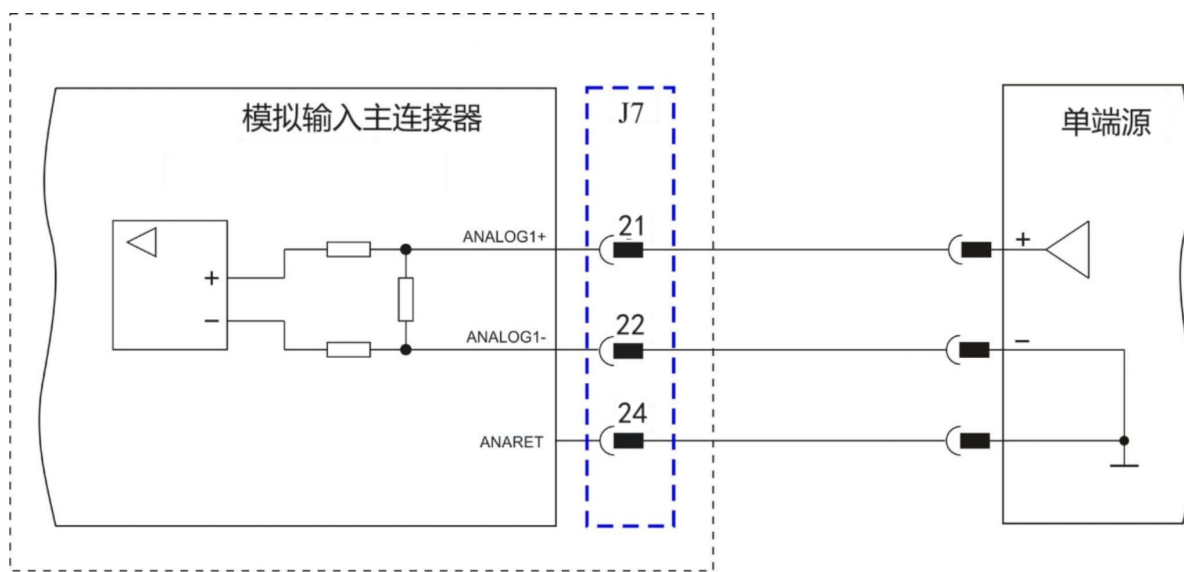 模拟输入主连接器
J7
单端源
ANALOG1+
21
+
+
ANALOG1-
22
−
−
ANARET
24